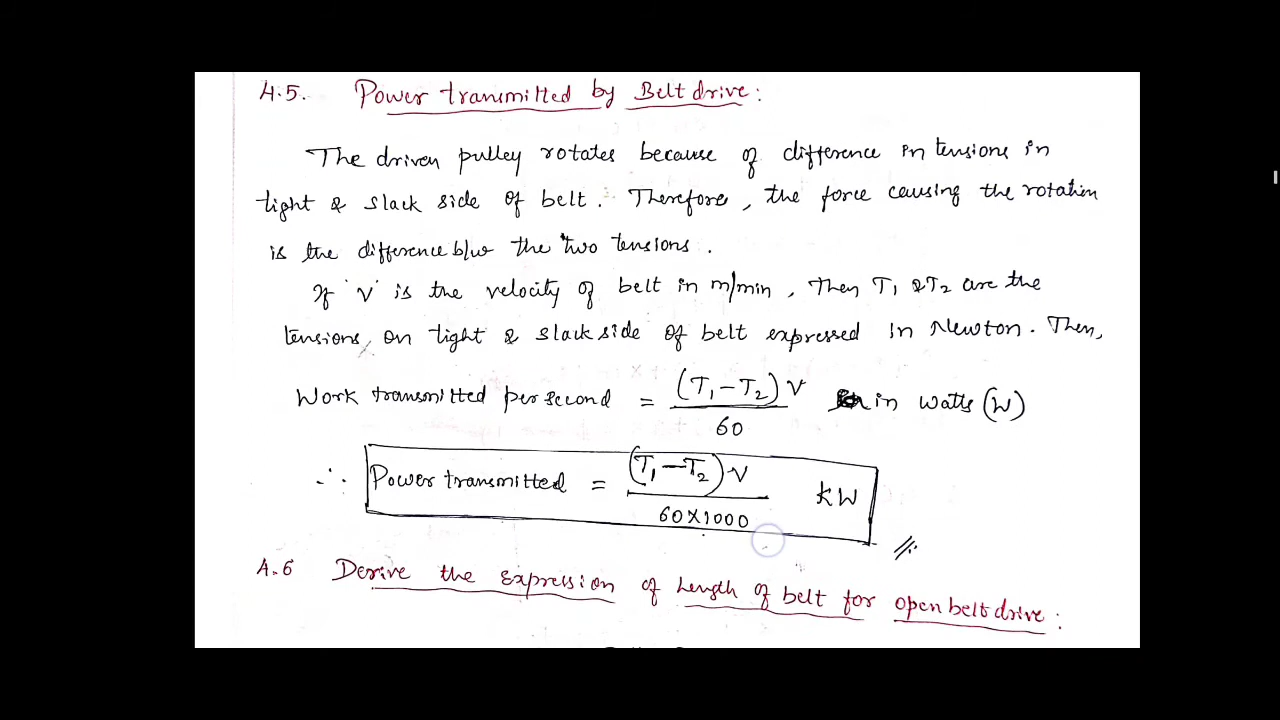 4.5. Power transmitted by Belt drive:
The driven pulley rotates because of difference in tensions in
tight & slack side of belt. Therefore, the force causing the rotation
is the difference b/w the two tensions.
If 'V' is the velocity of belt in m/min, Then T₁ & T₂ are the
tensions, on tight & slack side of belt expressed in Newton. Then,
Work transmitted per second = (T₁-T₂)V / 60 in watts (W)
∴ Power transmitted = (T₁-T₂)V / 60×1000 kW
4.6 Derive the expression of Length of belt for open belt drive: